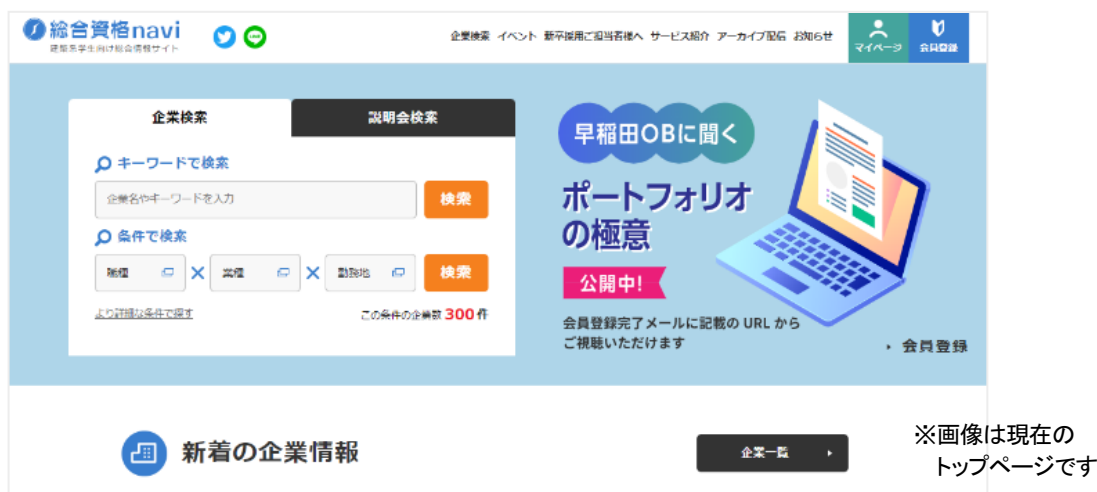 総合資格navi
建築系学生向け総合情報サイト
企業検索 イベント 新卒採用ご担当者様へ サービス紹介 アーカイブ配信 お知らせ
マイページ
会員登録
企業検索
説明会検索
キーワードで検索
企業名やキーワードを入力
検索
条件で検索
職種
業種
勤務地
検索
より詳細な条件で探す
この条件の企業数 300 件
早稲田OBに聞く
ポートフォリオ
の極意
公開中!
会員登録完了メールに記載の URL から
ご視聴いただけます
会員登録
新着の企業情報
企業一覧
※画像は現在の
トップページです